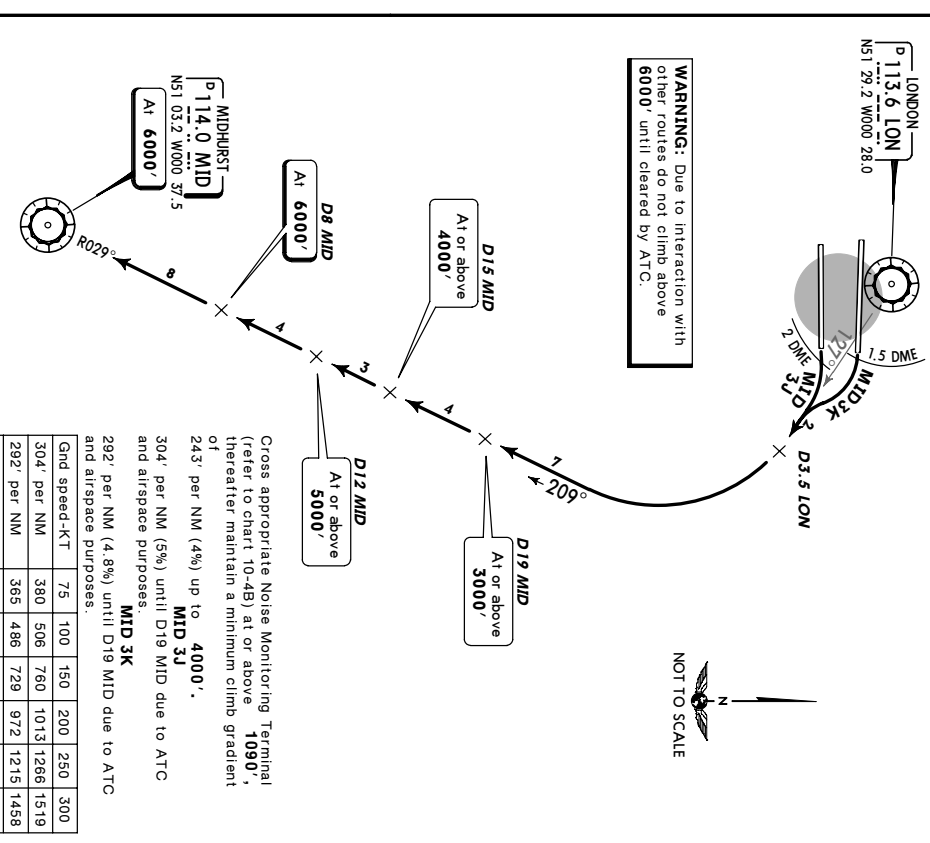 LONDON
D 113.6 LON
N51 29.2 W000 28.0
1.5 DME
2 DME
127°
MID3K
MID
3J
2
D3.5 LON
WARNING: Due to interaction with
other routes do not climb above
6000' until cleared by ATC.
NOT TO SCALE
N
7
209°
D19 MID
At or above
3000'
4
D15 MID
At or above
4000'
3
D12 MID
At or above
5000'
4
D8 MID
At 6000'
8
R029°
MIDHURST
D 114.0 MID
N51 03.2 W000 37.5
At 6000'
Cross appropriate Noise Monitoring Terminal
(refer to chart 10-4B) at or above 1090',
thereafter maintain a minimum climb gradient
of
243' per NM (4%) up to 4000'.
MID 3J
304' per NM (5%) until D19 MID due to ATC
and airspace purposes.
MID 3K
292' per NM (4.8%) until D19 MID due to ATC
and airspace purposes.
Gnd speed-KT 75 100 150 200 250 300
304' per NM 380 506 760 1013 1266 1519
292' per NM 365 486 729 972 1215 1458